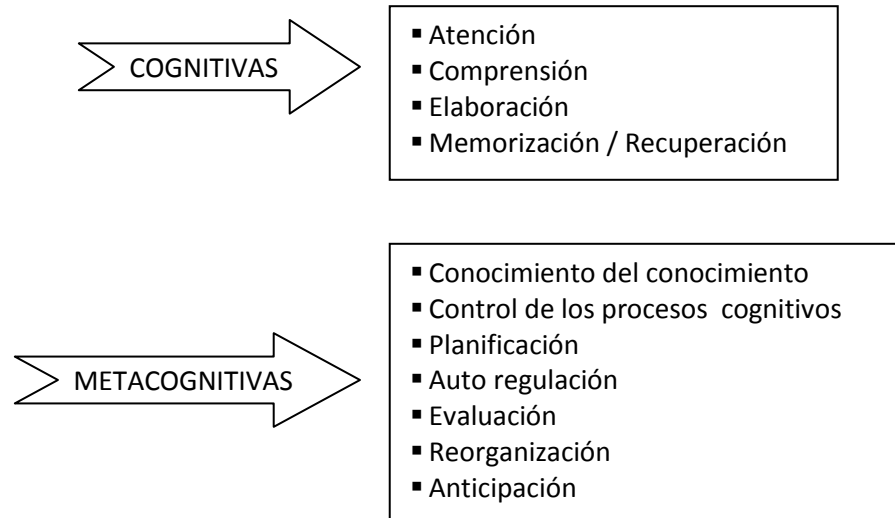 COGNITIVAS
▪ Atención
▪ Comprensión
▪ Elaboración
▪ Memorización / Recuperación
METACOGNITIVAS
▪ Conocimiento del conocimiento
▪ Control de los procesos cognitivos
▪ Planificación
▪ Auto regulación
▪ Evaluación
▪ Reorganización
▪ Anticipación